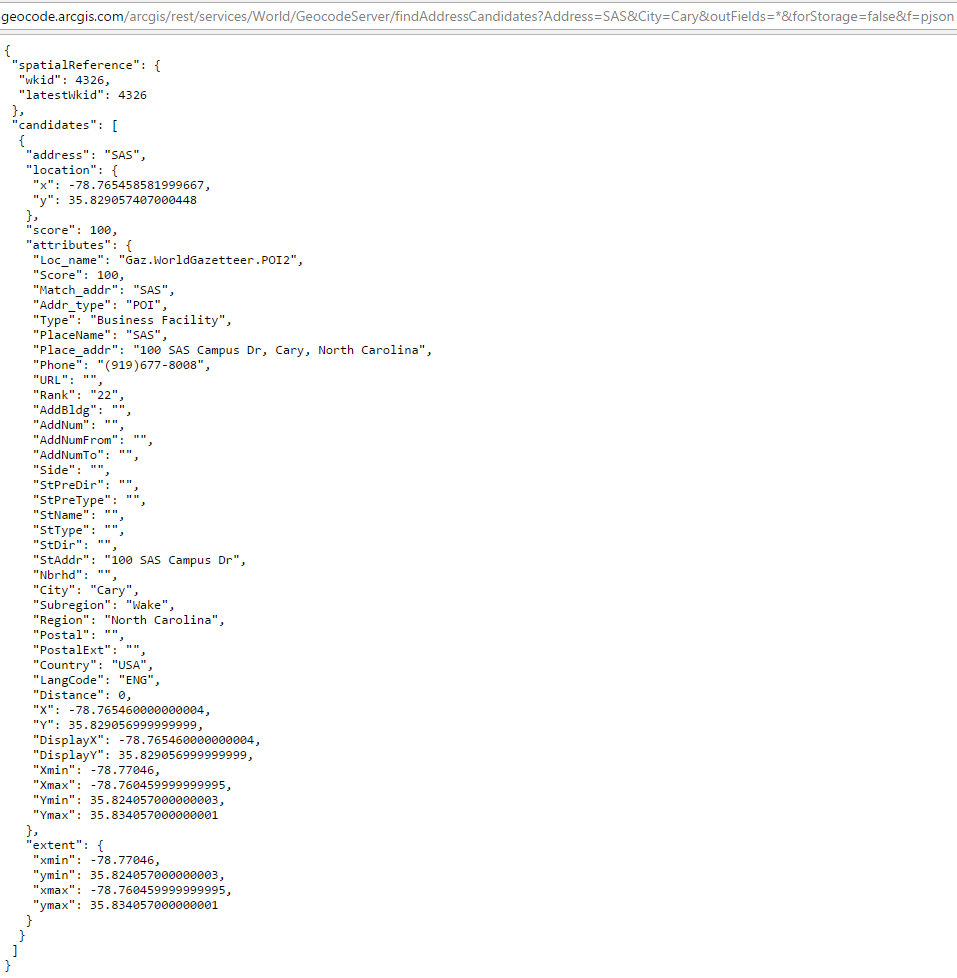 geocode.arcgis.com/arcgis/rest/services/World/GeocodeServer/findAddressCandidates?Address=SAS&City=Cary&outFields=*&forStorage=false&f=pjson
{
"spatialReference": {
"wkid": 4326,
"latestWkid": 4326
},
"candidates": [
{
"address": "SAS",
"location": {
"x": -78.765458581999667,
"y": 35.829057407000448
},
"score": 100,
"attributes": {
"Loc_name": "Gaz.WorldGazetteer.POI2",
"Score": 100,
"Match_addr": "SAS",
"Addr_type": "POI",
"Type": "Business Facility",
"PlaceName": "SAS",
"Place_addr": "100 SAS Campus Dr, Cary, North Carolina",
"Phone": "(919)677-8008",
"URL": "",
"Rank": "22",
"AddBldg": "",
"AddNum": "",
"AddNumFrom": "",
"AddNumTo": "",
"Side": "",
"StPreDir": "",
"StPreType": "",
"StName": "",
"StType": "",
"StDir": "",
"StAddr": "100 SAS Campus Dr",
"Nbrhd": "",
"City": "Cary",
"Subregion": "Wake",
"Region": "North Carolina",
"Postal": "",
"PostalExt": "",
"Country": "USA",
"LangCode": "ENG",
"Distance": 0,
"X": -78.765460000000004,
"Y": 35.829056999999999,
"DisplayX": -78.765460000000004,
"DisplayY": 35.829056999999999,
"Xmin": -78.77046,
"Xmax": -78.760459999999995,
"Ymin": 35.824057000000003,
"Ymax": 35.834057000000001
},
"extent": {
"xmin": -78.77046,
"ymin": 35.824057000000003,
"xmax": -78.760459999999995,
"ymax": 35.834057000000001
}
}
]
}